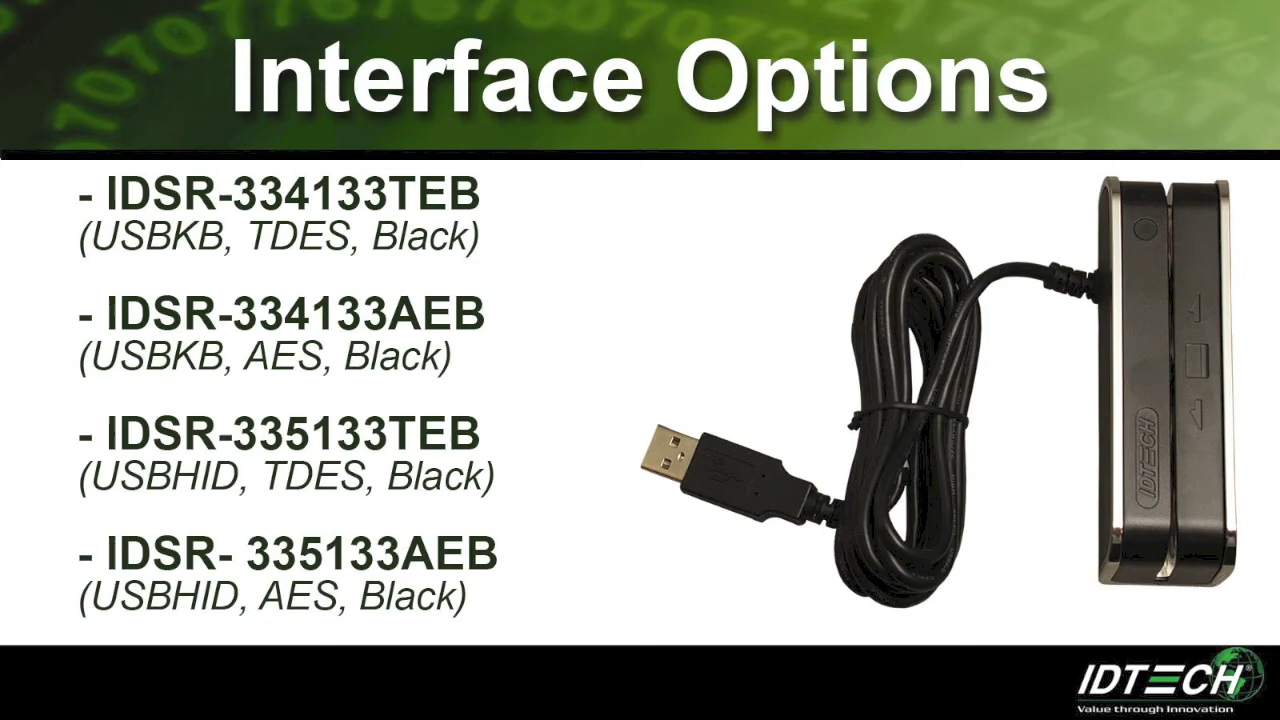 Interface Options
- IDSR-334133TEB
(USBKB, TDES, Black)
- IDSR-334133AEB
(USBKB, AES, Black)
- IDSR-335133TEB
(USBHID, TDES, Black)
- IDSR- 335133AEB
(USBHID, AES, Black)
IDTECH
IDTECH®
Value through Innovation